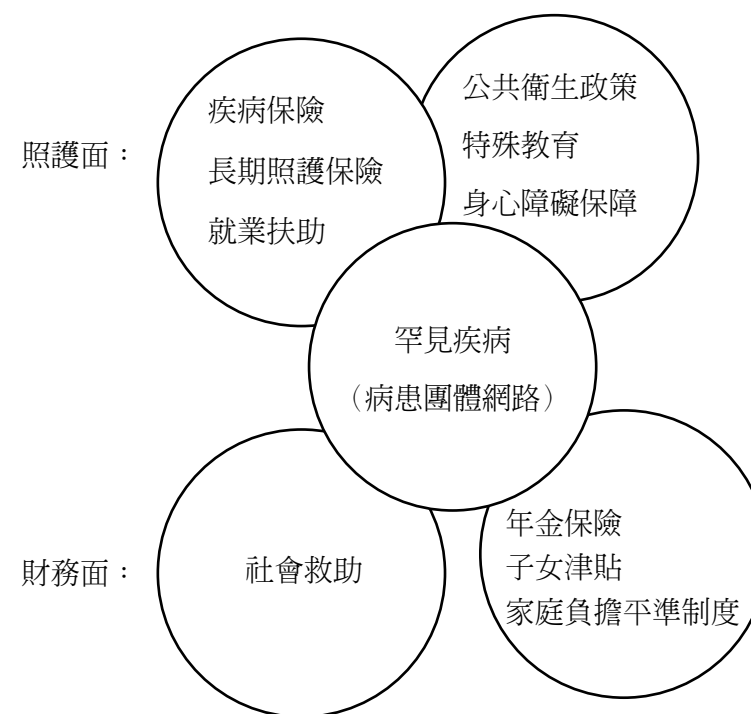 照護面：
疾病保險
長期照護保險
就業扶助
公共衛生政策
特殊教育
身心障礙保障
罕見疾病
（病患團體網路）
財務面：
社會救助
年金保險
子女津貼
家庭負擔平準制度